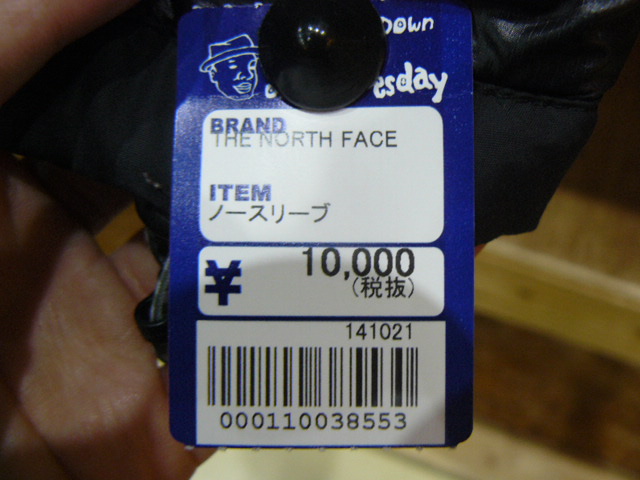 DOWN
BRAND
THE NORTH FACE
ITEM
ノースリーブ
¥ 10,000
(税抜)
141021
000110038553